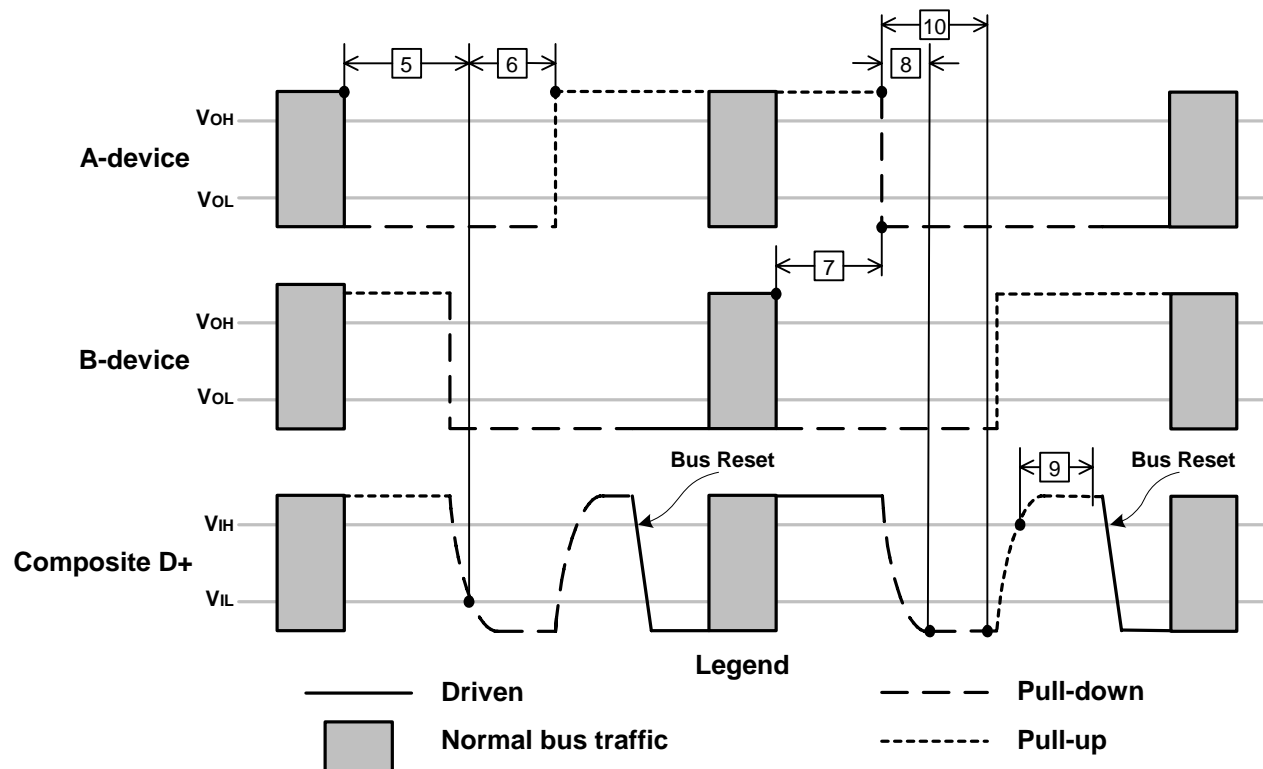 10
5
6
8
VOH
A-device
VOL
7
VOH
B-device
VOL
Bus Reset
9
Bus Reset
VIH
Composite D+
VIL
Legend
Driven
Pull-down
Normal bus traffic
Pull-up